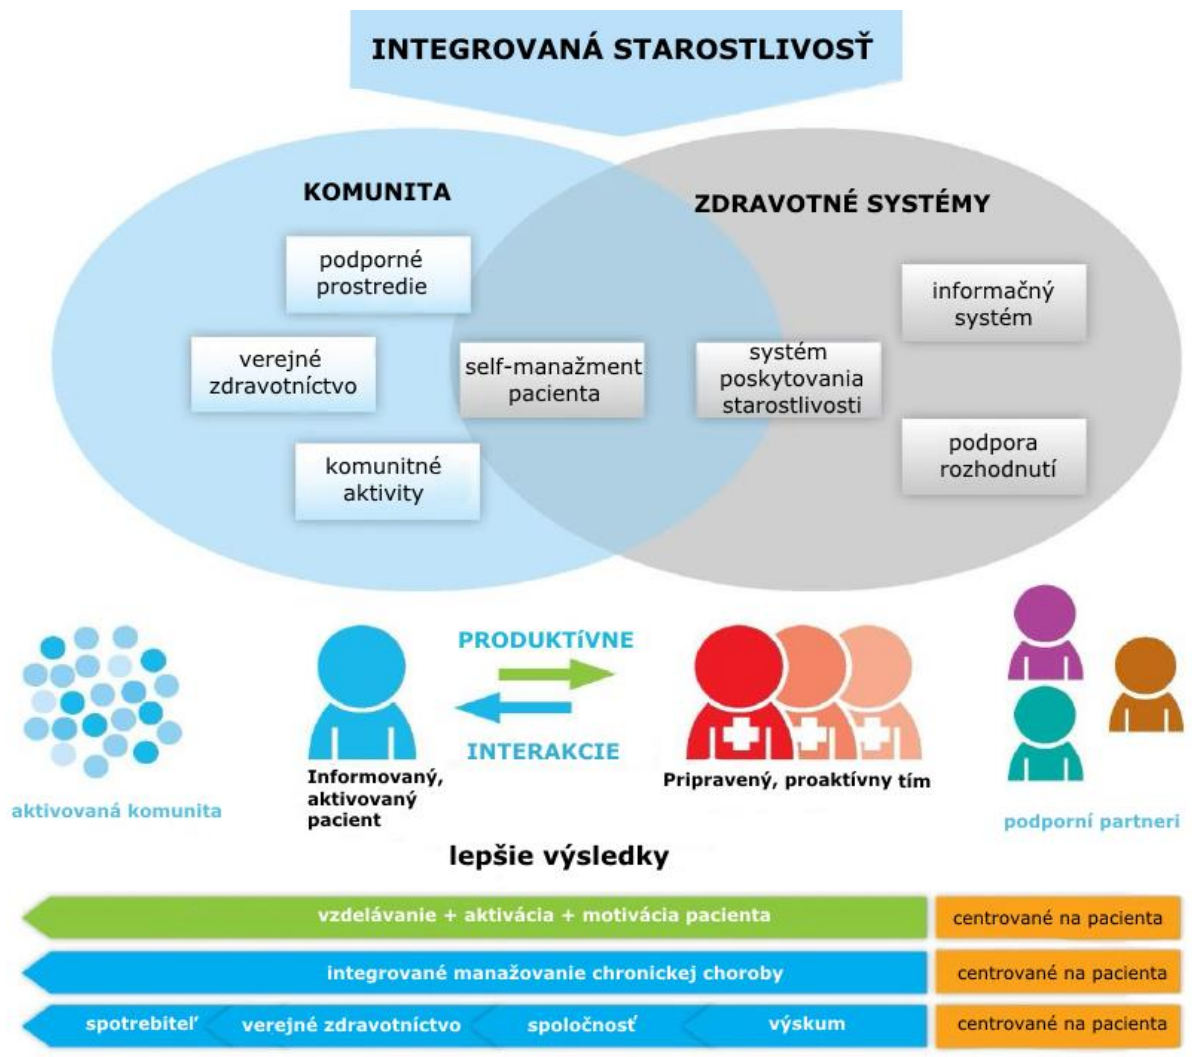 INTEGROVANÁ STAROSTLIVOSŤ
KOMUNITA
ZDRAVOTNÉ SYSTÉMY
podporné
prostredie
verejné
zdravotníctvo
komunitné
aktivity
self-manažment
pacienta
systém
poskytovania
starostlivosti
informačný
systém
podpora
rozhodnutí
PRODUKTíVNE
INTERAKCIE
aktivovaná komunita
Informovaný,
aktivovaný
pacient
Pripravený, proaktívny tím
podporní partneri
lepšie výsledky
vzdelávanie + aktivácia + motivácia pacienta
centrované na pacienta
integrované manažovanie chronickej choroby
centrované na pacienta
spotrebiteľ verejné zdravotníctvo spoločnosť výskum
centrované na pacienta